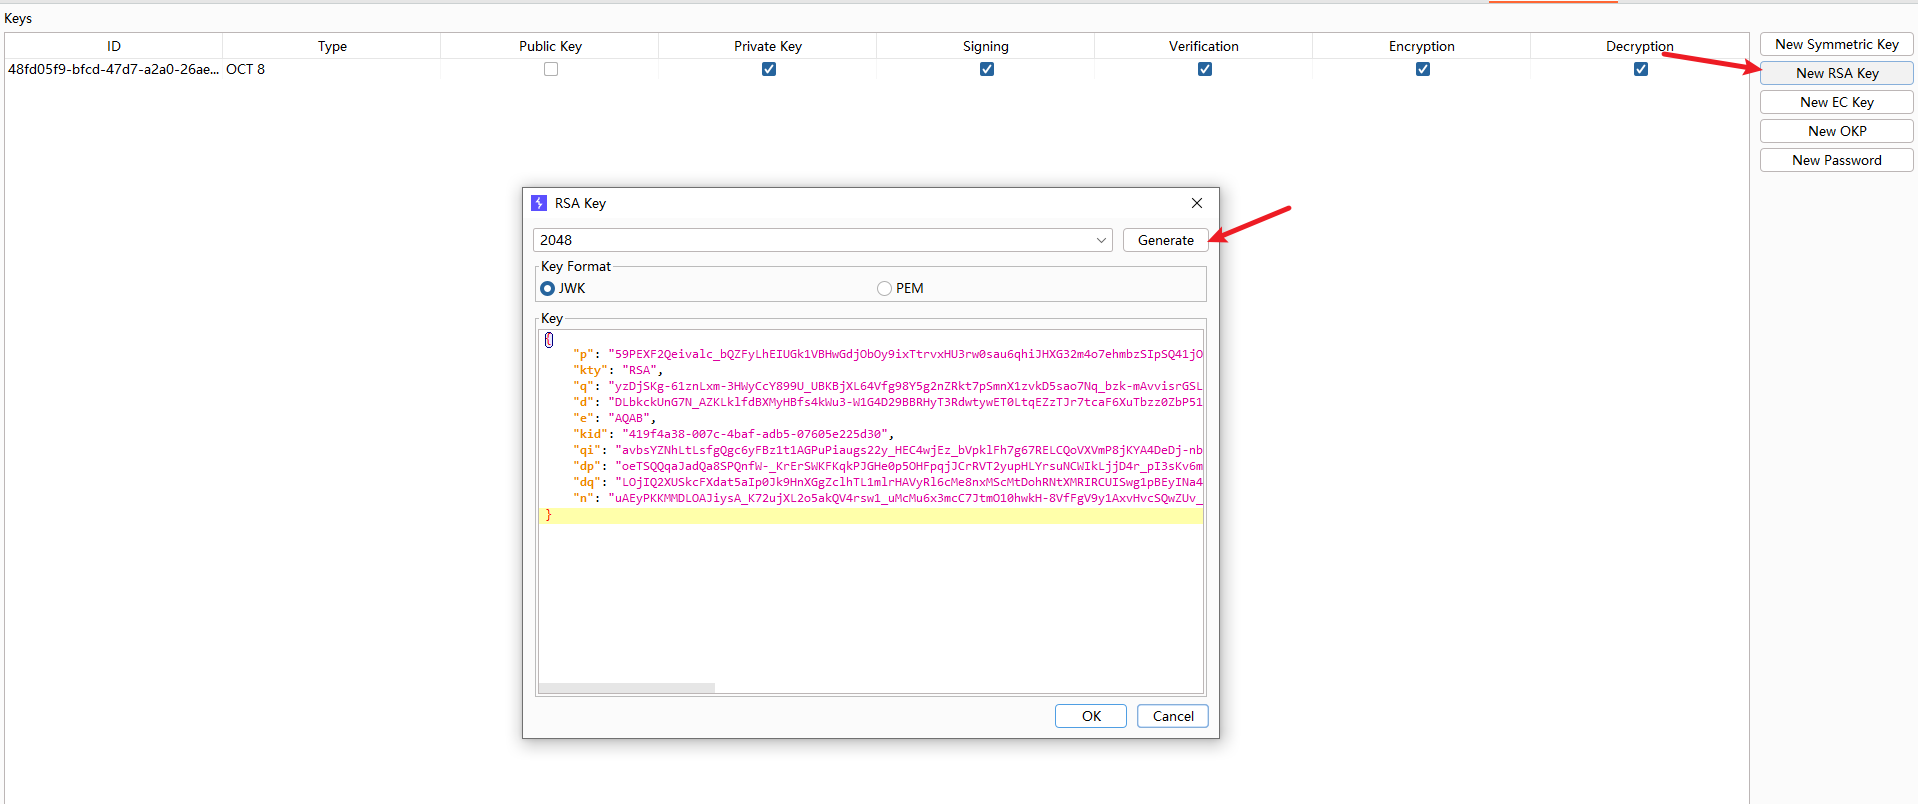 Keys
ID Type Public Key Private Key Signing Verification Encryption Decryption
48fd05f9-bfcd-47d7-a2a0-26ae... OCT 8
New Symmetric Key
New RSA Key
New EC Key
New OKP
New Password
RSA Key
2048 Generate
Key Format
JWK PEM
Key
{
"p": "59PEXF2Qeivalc_bQZFyLhEIUGk1VBHwGdjObOy9ixTtrvxHU3rw0sau6qhiJHXG32m4o7ehmbzSIpSQ41jO
"kty": "RSA",
"q": "yzDjSKg-61znLxm-3HWyCcY899U_UBKBjXL64Vfg98Y5g2nZRkt7pSmnX1zvkD5sao7Nq_bzk-mAvvisrGSL
"d": "DLbkckUnG7N_AZKLklfdBXMyHBfs4kWu3-W1G4D29BBRHyT3RdwtywET0LtqEZzTJr7tcaF6XuTbzz0ZbP51
"e": "AQAB",
"kid": "419f4a38-007c-4baf-adb5-07605e225d30",
"qi": "avbsYZNhLtLsfgQgc6yFBz1t1AGPuPiaugs22y_HEC4wjEz_bVpklFh7g67RELCQoVXVmP8jKYA4DeDj-nb
"dp": "oeTSQQqaJadQa8SPQnfW-_KrErSWKFKqkPJGHe0p5OHFpqjJCrRVT2yupHLYrsuNCWIkLjjD4r_pI3sKv6m
"dq": "LOjIQ2XUSkcFXdat5aIp0Jk9HnXGgZclhTL1mlrHAVyRl6cMe8nxMScMtDohRNtXMRIRCUISwg1pBEyINa4
"n": "uAEyPKKMMDLOAJiysA_K72ujXL2o5akQV4rsw1_uMcMu6x3mcC7JtmO10hwkH-8VfFgV9y1AxvHvcSQwZUv_
}
OK Cancel